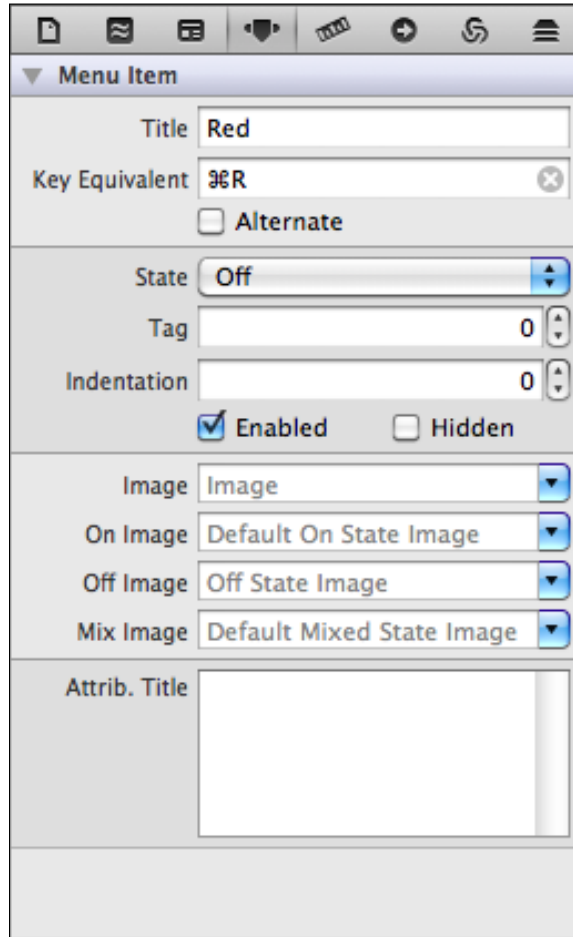 Menu Item
Title Red
Key Equivalent ⌘R
Alternate
State Off
Tag 0
Indentation 0
Enabled Hidden
Image Image
On Image Default On State Image
Off Image Off State Image
Mix Image Default Mixed State Image
Attrib. Title